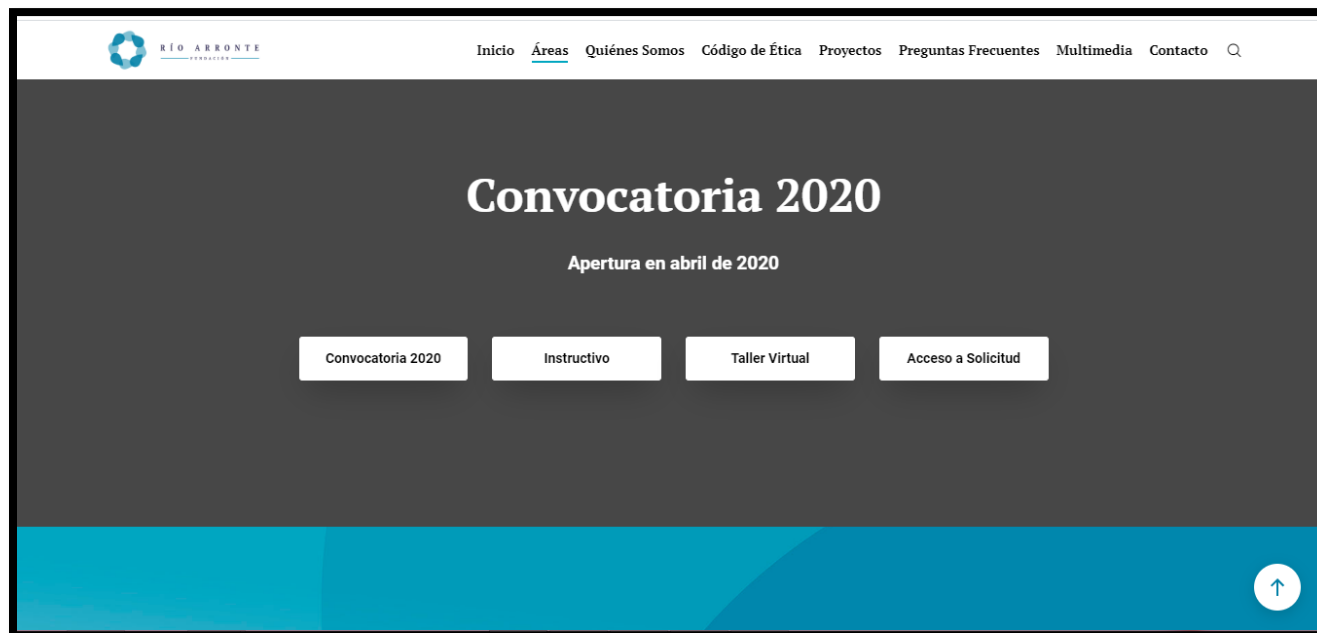 RÍO ARRONTE
FUNDACIÓN
Inicio Áreas Quiénes Somos Código de Ética Proyectos Preguntas Frecuentes Multimedia Contacto
Convocatoria 2020
Apertura en abril de 2020
Convocatoria 2020 Instructivo Taller Virtual Acceso a Solicitud